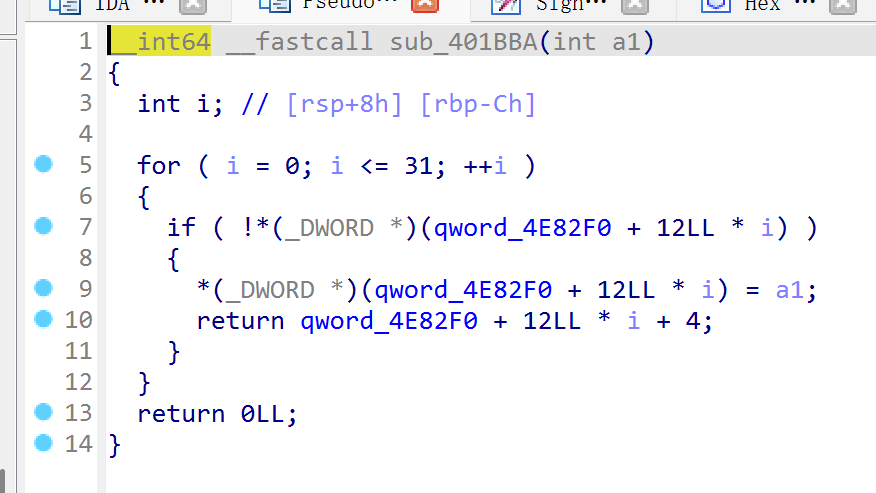 IDA ··· Pseudo··· Sign··· Hex ···
1 __int64 __fastcall sub_401BBA(int a1)
2 {
3 int i; // [rsp+8h] [rbp-Ch]
4
5 for ( i = 0; i <= 31; ++i )
6 {
7 if ( !*(_DWORD *)(qword_4E82F0 + 12LL * i) )
8 {
9 *(_DWORD *)(qword_4E82F0 + 12LL * i) = a1;
10 return qword_4E82F0 + 12LL * i + 4;
11 }
12 }
13 return 0LL;
14 }